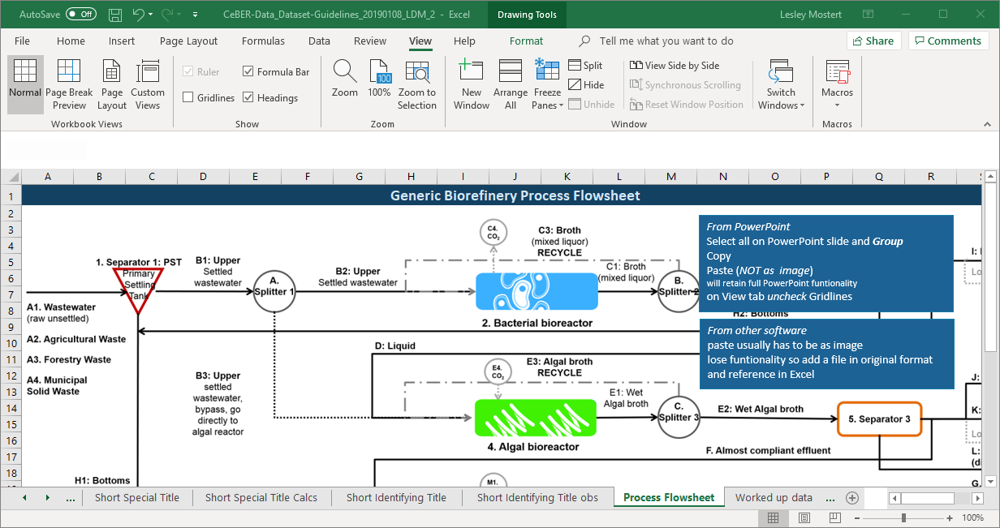 AutoSave Off CeBER-Data_Dataset-Guidelines_20190108_LDM_2 - Excel Drawing Tools Lesley Mostert
File Home Insert Page Layout Formulas Data Review View Help Format Tell me what you want to do Share Comments
Normal
Page Break
Preview
Page
Layout
Custom
Views
Workbook Views
Ruler
Formula Bar
Gridlines
Headings
Show
Zoom
100
100%
Zoom to
Selection
Zoom
New
Window
Arrange
All
Freeze
Panes
Split
Hide
Unhide
View Side by Side
Synchronous Scrolling
Reset Window Position
Switch
Windows
Window
Macros
Macros
A B C D E F G H I J K L M N O P Q R
1
2
3
4
5
6
7
8
9
10
11
12
13
14
15
16
17
18
Generic Biorefinery Process Flowsheet
1. Separator 1: PST
Primary
Settling
Tank
A1. Wastewater
(raw unsettled)
A2. Agricultural Waste
A3. Forestry Waste
A4. Municipal
Solid Waste
B1: Upper
Settled
wastewater
A.
Splitter 1
B2: Upper
Settled wastewater
C4.
CO2
C3: Broth
(mixed liquor)
RECYCLE
C1: Broth
(mixed liquor)
B.
Splitter 2
2. Bacterial bioreactor
H2: Bottoms
From PowerPoint
Select all on PowerPoint slide and Group
Copy
Paste (NOT as image)
will retain full PowerPoint funtionality
on View tab uncheck Gridlines
From other software
paste usually has to be as image
lose funtionality so add a file in original format
and reference in Excel
I:
Lo
D: Liquid
B3: Upper
settled
wastewater,
bypass, go
directly to
algal reactor
E4.
CO2
E3: Algal broth
RECYCLE
E1: Wet
Algal broth
C.
Splitter 3
4. Algal bioreactor
E2: Wet Algal broth
5. Separator 3
J:
K:
Lo
L:
(di
G.
F. Almost compliant effluent
H1: Bottoms
M1.
... Short Special Title Short Special Title Calcs Short Identifying Title Short Identifying Title obs Process Flowsheet Worked up data ...
100%